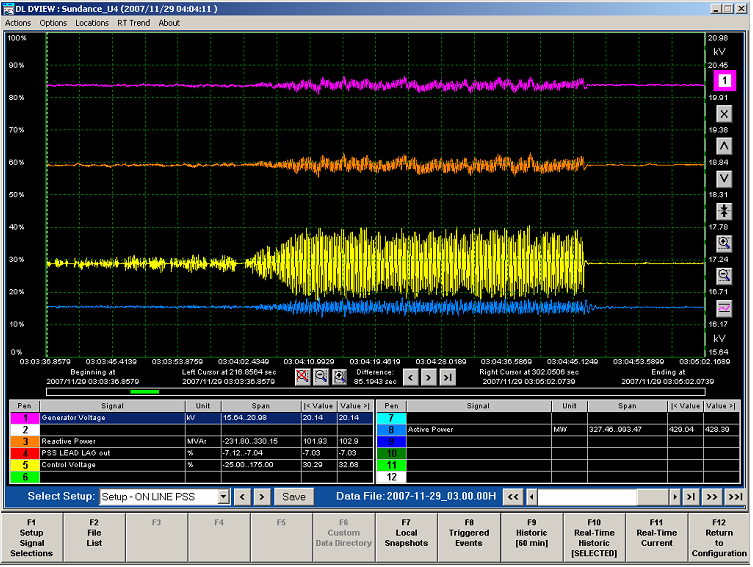 DL DVIEW : Sundance_U4 (2007/11/29 04:04:11 )
Actions Options Locations RT Trend About
100% 20.98
kV
90% 20.45
1
80% 19.91
X
70% 19.38
60% 18.84
50% 18.31
40% 17.78
30% 17.24
20% 16.71
10% 16.17
kV
0% 15.64
03:03:36.8579 03:03:45.4139 03:03:53.8759 03:04:02.4349 03:04:10.9929 03:04:19.4619 03:04:28.0189 03:04:36.5749 03:04:45.1249 03:04:53.6599 03:05:02.1689
Beginning at Left Cursor at 216.8564 sec Difference: Right Cursor at 302.0506 sec Ending at
2007/11/29 03:03:36.8579 2007/11/29 03:03:36.8579 85.1943 sec < > >| 2007/11/29 03:05:02.0739 2007/11/29 03:05:02.0739
Pen Signal Unit Span |< Value Value >| Pen Signal Unit Span |< Value Value >|
1 Generator Voltage kV 15.64..20.98 20.14 20.14 7
2 8 Active Power MW 327.46..993.47 429.04 428.39
3 Reactive Power MVAr -231.80..330.15 101.93 102.9 9
4 PSS LEAD LAG out % -7.12..-7.04 -7.03 -7.03 10
5 Control Voltage % -25.00..175.00 30.29 32.68 11
6 12
Select Setup: Setup - ON LINE PSS < > Save Data File: 2007-11-29_03.00.00H << >| >> >>|
F1 F2 F3 F4 F5 F6 F7 F8 F9 F10 F11 F12
Setup File Custom Local Triggered Historic Real-Time Real-Time Return
Signal List Data Directory Snapshots Events [60 min] Historic Current to
Selections [SELECTED] Configuration